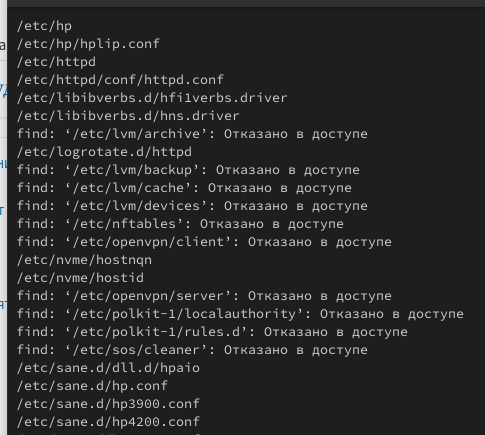 /etc/hp
/etc/hp/hplip.conf
/etc/httpd
/etc/httpd/conf/httpd.conf
/etc/libibverbs.d/hfi1verbs.driver
/etc/libibverbs.d/hns.driver
find: ‘/etc/lvm/archive’: Отказано в доступе
/etc/logrotate.d/httpd
find: ‘/etc/lvm/backup’: Отказано в доступе
find: ‘/etc/lvm/cache’: Отказано в доступе
find: ‘/etc/lvm/devices’: Отказано в доступе
find: ‘/etc/nftables’: Отказано в доступе
find: ‘/etc/openvpn/client’: Отказано в доступе
/etc/nvme/hostnqn
/etc/nvme/hostid
find: ‘/etc/openvpn/server’: Отказано в доступе
find: ‘/etc/polkit-1/localauthority’: Отказано в доступе
find: ‘/etc/polkit-1/rules.d’: Отказано в доступе
find: ‘/etc/sos/cleaner’: Отказано в доступе
/etc/sane.d/dll.d/hpaio
/etc/sane.d/hp.conf
/etc/sane.d/hp3900.conf
/etc/sane.d/hp4200.conf